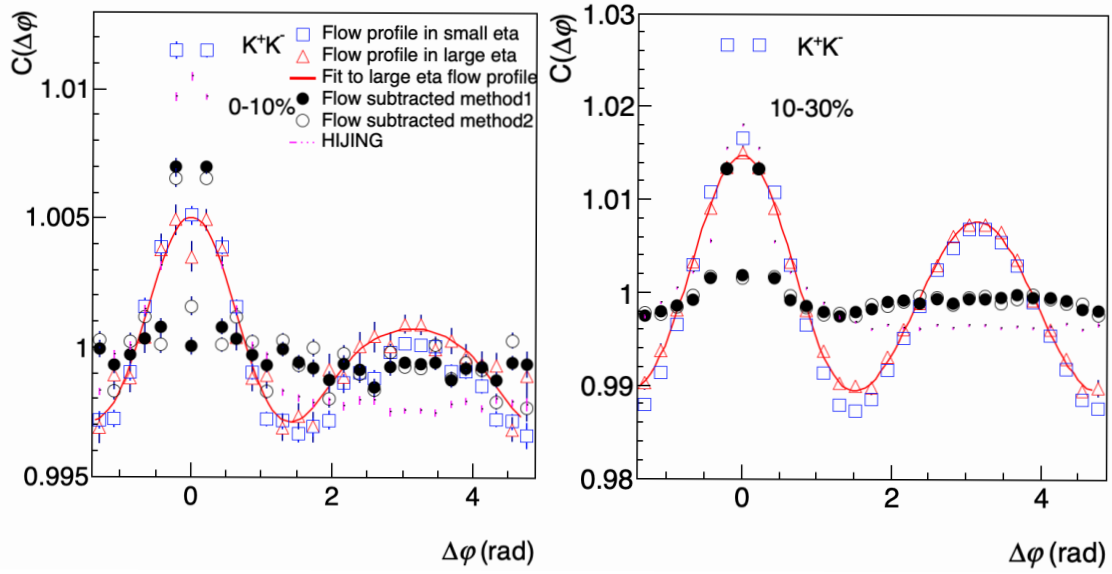 C(Δφ)
1.01
1.005
1
0.995
K⁺K⁻
0-10%
Flow profile in small eta
Flow profile in large eta
Fit to large eta flow profile
Flow subtracted method1
Flow subtracted method2
HIJING
0
2
4
Δφ (rad)
C(Δφ)
1.03
1.02
1.01
1
0.99
0.98
K⁺K⁻
10-30%
0
2
4
Δφ (rad)